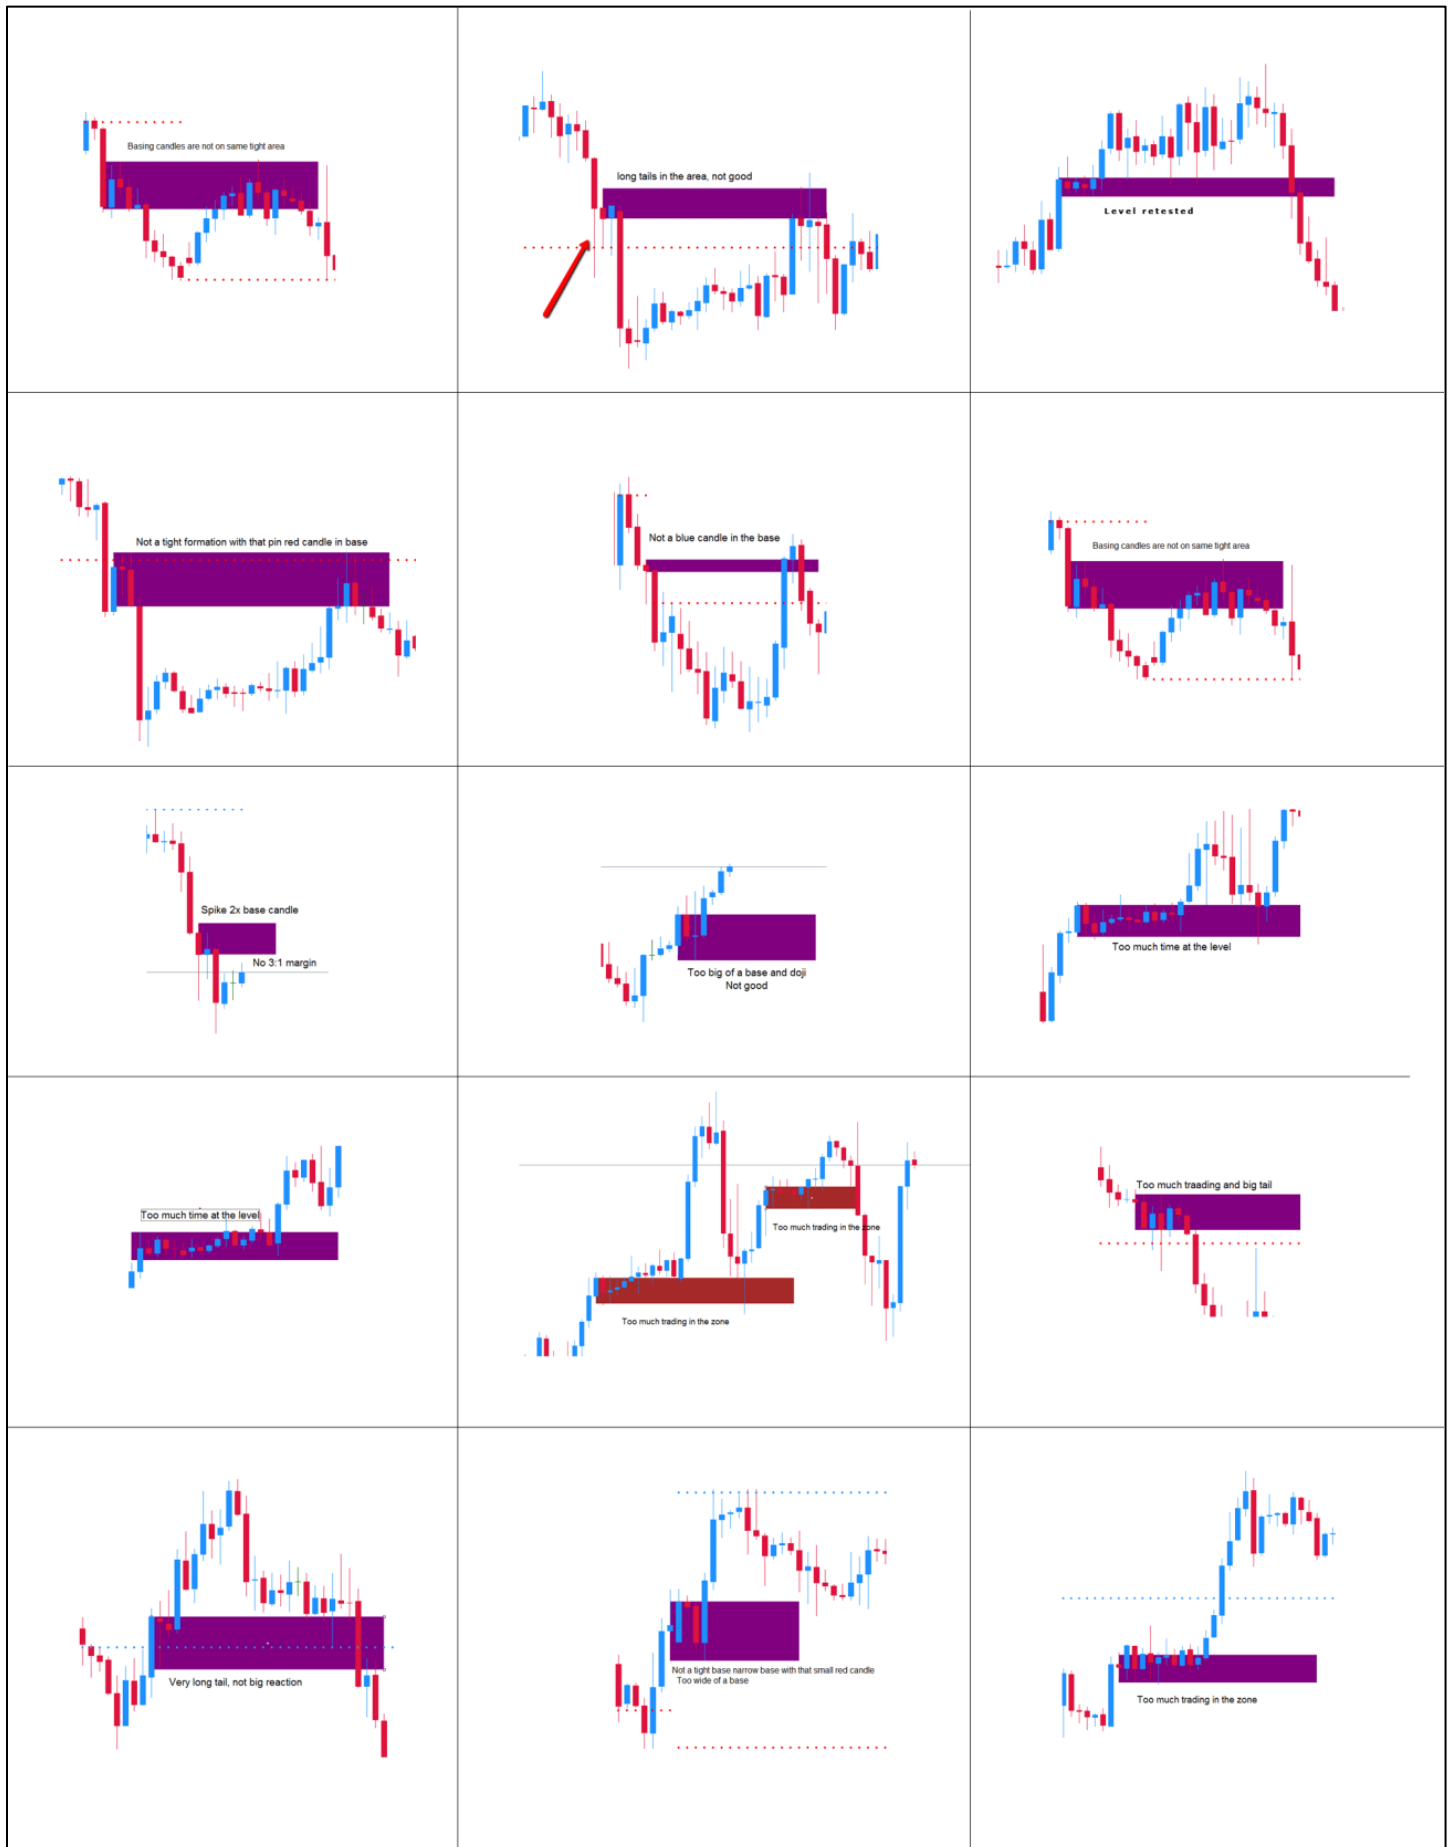 Basing candles are not on same tight area
long tails in the area, not good
Level retested
Not a tight formation with that pin red candle in base
Not a blue candle in the base
Basing candles are not on same tight area
Spike 2x base candle
No 3:1 margin
Too big of a base and doji
Not good
Too much time at the level
Too much time at the level
Too much trading in the zone
Too much trading in the zone
Too much traading and big tail
Very long tail, not big reaction
Not a tight base narrow base with that small red candle
Too wide of a base
Too much trading in the zone